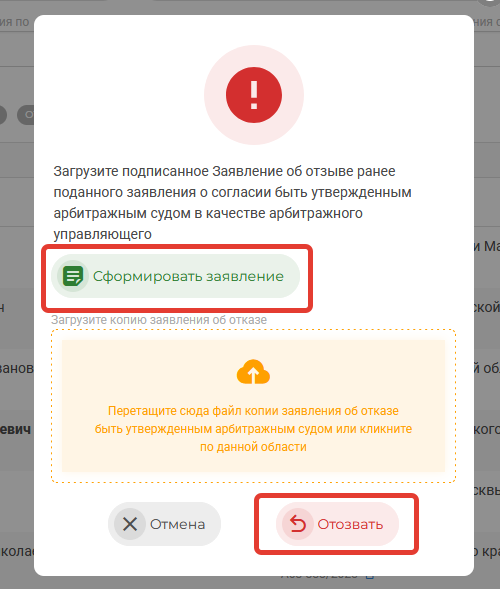 ия по
Загрузите подписанное Заявление об отзыве ранее
поданного заявления о согласии быть утвержденным
арбитражным судом в качестве арбитражного
управляющего
Сформировать заявление
Загрузите копию заявления об отказе
Перетащите сюда файл копии заявления об отказе
быть утвержденным арбитражным судом или кликните
по данной области
Отмена
Отозвать